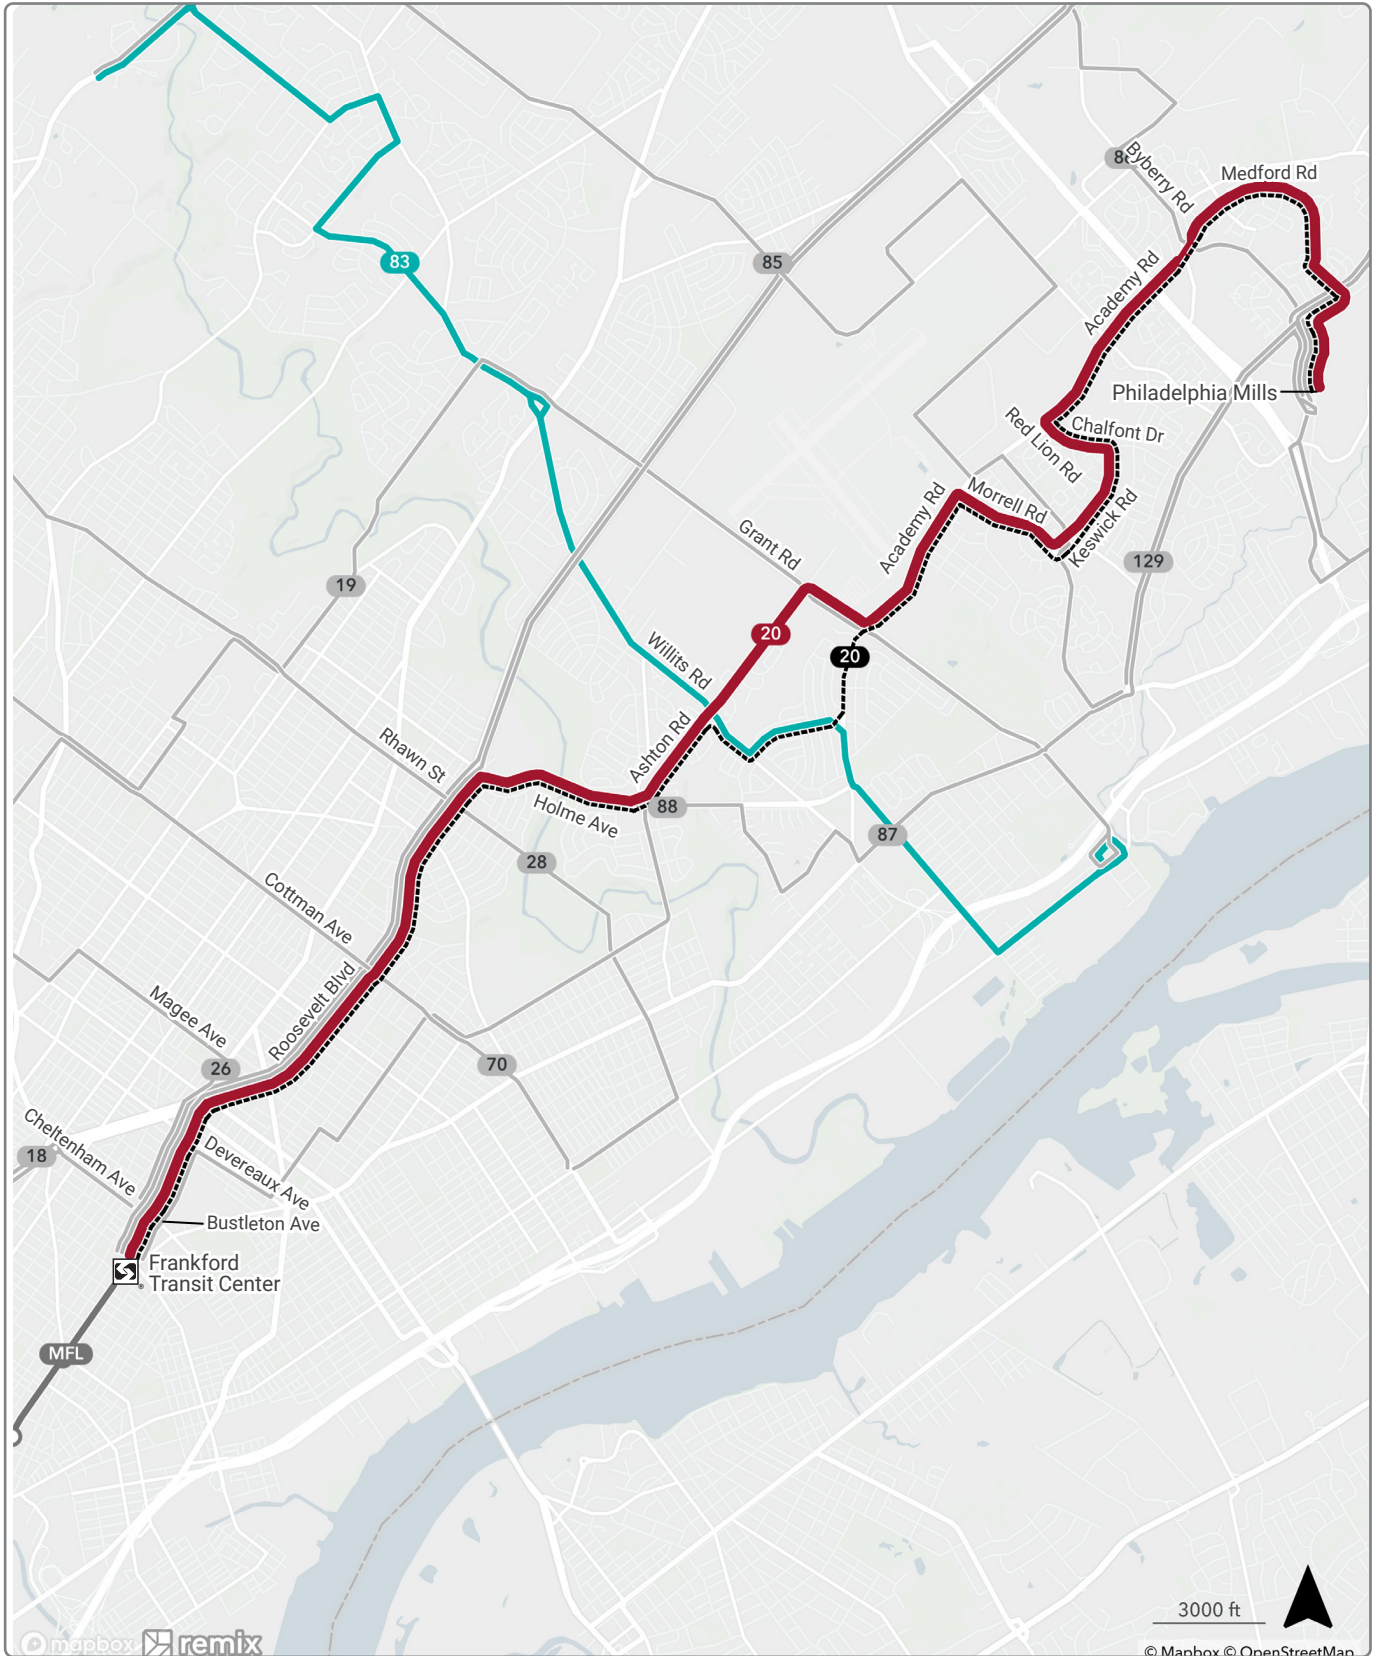 Byberry Rd
Medford Rd
83
85
Academy Rd
Philadelphia Mills
Chalfont Dr
Red Lion Rd
Morrell Rd
Keswick Rd
Academy Rd
Grant Rd
129
19
20
20
Willits Rd
Rhawn St
Ashton Rd
88
Holme Ave
87
28
Cottman Ave
Roosevelt Blvd
Magee Ave
26
70
Cheltenham Ave
18
Devereaux Ave
Bustleton Ave
Frankford
Transit Center
MFL
3000 ft
mapbox remix
© Mapbox © OpenStreetMap